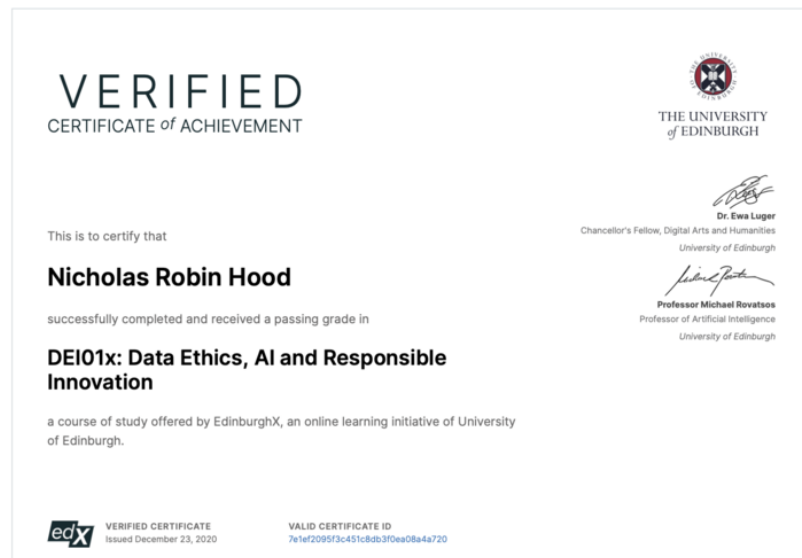 VERIFIED
CERTIFICATE of ACHIEVEMENT
THE UNIVERSITY
of EDINBURGH
Dr. Ewa Luger
Chancellor's Fellow, Digital Arts and Humanities
University of Edinburgh
Professor Michael Rovatsos
Professor of Artificial Intelligence
University of Edinburgh
This is to certify that
Nicholas Robin Hood
successfully completed and received a passing grade in
DEI01x: Data Ethics, AI and Responsible
Innovation
a course of study offered by EdinburghX, an online learning initiative of University
of Edinburgh.
edX
VERIFIED CERTIFICATE
Issued December 23, 2020
VALID CERTIFICATE ID
7e1ef2095f3c451c8db3f0ea08a4a720